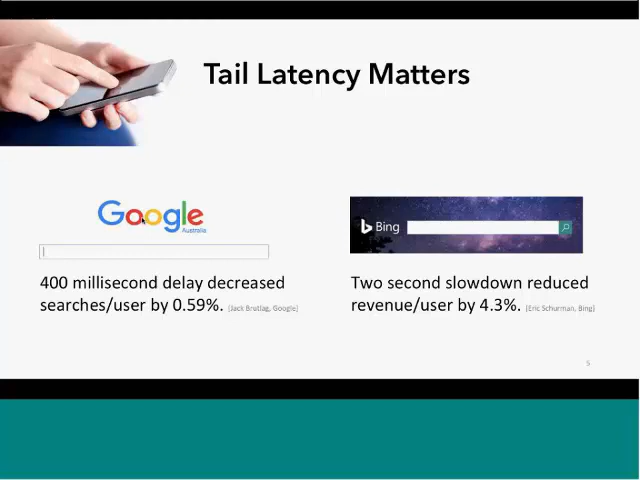 Tail Latency Matters
Google
Australia
Bing
400 millisecond delay decreased
searches/user by 0.59%. [Jack Brutlag, Google]
Two second slowdown reduced
revenue/user by 4.3%. [Eric Schurman, Bing]
5